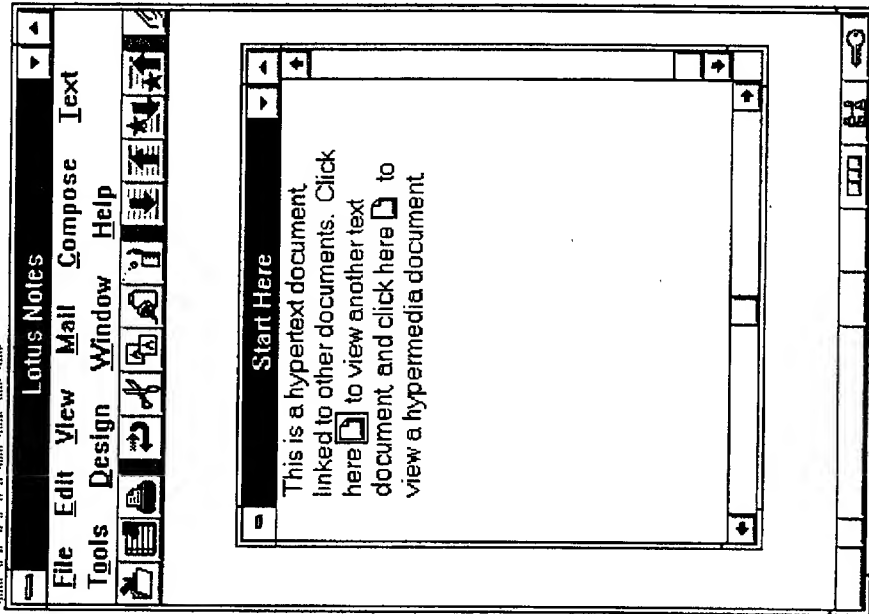 Lotus Notes
File Edit View Mail Compose Text
Tools Design Window Help
Start Here
This is a hypertext document
linked to other documents. Click
here to view another text
document and click here to
view a hypermedia document